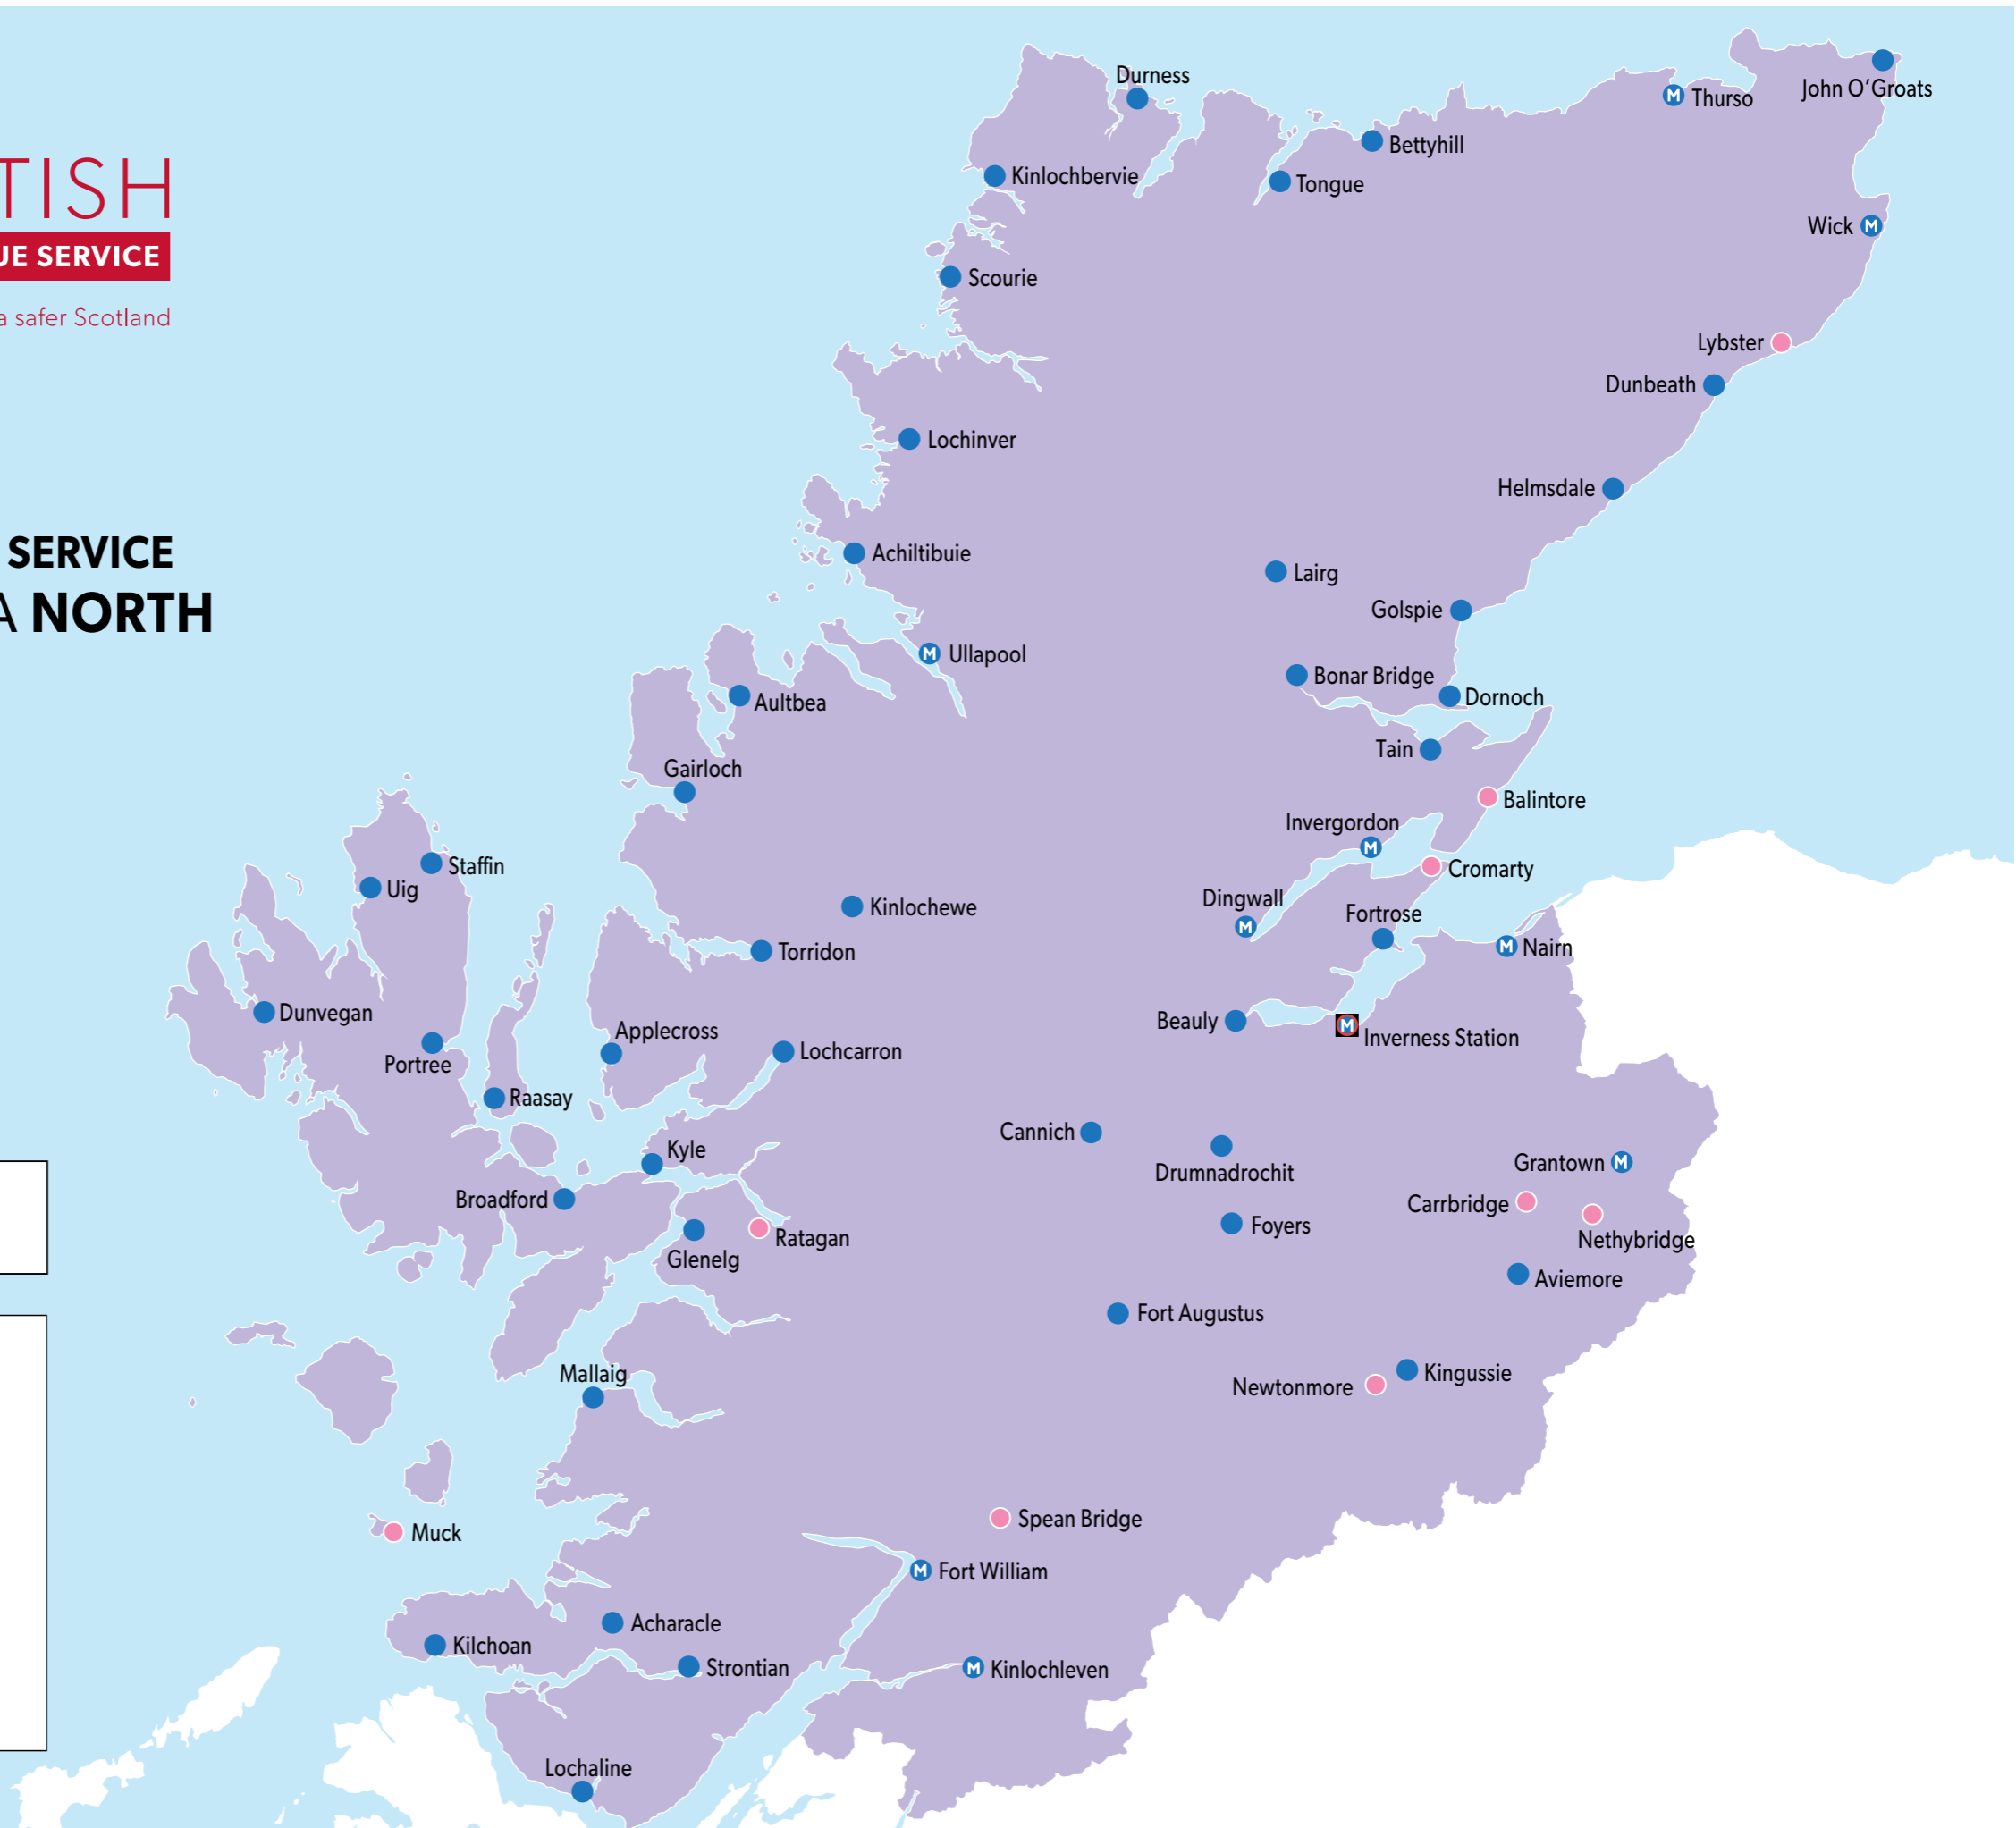 TISH
UE SERVICE
a safer Scotland
SERVICE
A NORTH
Durness
John O'Groats
M Thurso
Bettyhill
Kinlochbervie
Tongue
Wick M
Scourie
Lybster
Dunbeath
Lochinver
Helmsdale
Achiltibuie
Lairg
Golspie
M Ullapool
Bonar Bridge
Dornoch
Aultbea
Tain
Gairloch
Balintore
Invergordon
M
Staffin
Cromarty
Uig
Dingwall
M
Kinlochewe
Fortrose
M Nairn
Torridon
Dunvegan
Beauly
M Inverness Station
Applecross
Lochcarron
Portree
Raasay
Cannich
Kyle
Drumnadrochit
Grantown M
Broadford
Carrbridge
Foyers
Ratagan
Nethybridge
Glenelg
Aviemore
Fort Augustus
Mallaig
Kingussie
Newtonmore
Spean Bridge
Muck
M Fort William
Acharacle
Kilchoan
Strontian
M Kinlochleven
Lochaline